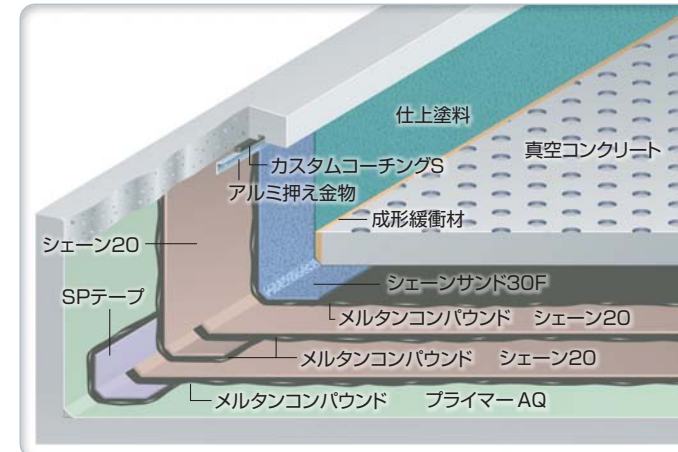 仕上塗料
真空コンクリート
カスタムコーチングS
アルミ押え金物
成形緩衝材
シェーン20
シェーンサンド30F
SPテープ
メルタンコンパウンド シェーン20
メルタンコンパウンド シェーン20
メルタンコンパウンド プライマーAQ